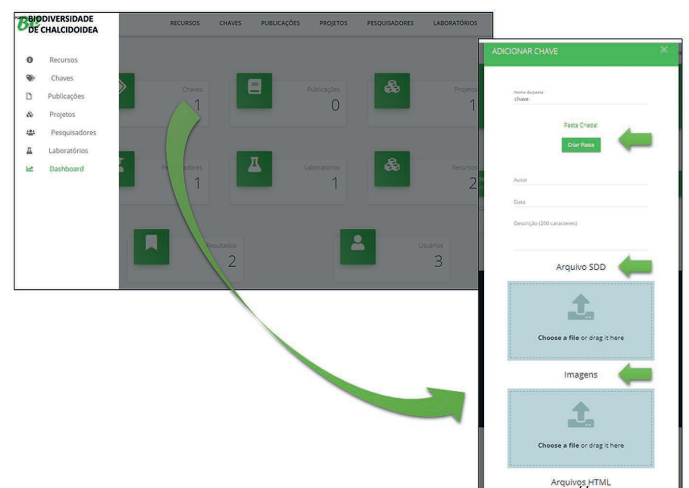 BIODIVERSIDADE
DE CHALCIDOIDEA
RECURSOS CHAVES PUBLICAÇÕES PROJETOS PESQUISADORES LABORATÓRIOS
Recursos
Chaves
Publicações
Projetos
Pesquisadores
Laboratórios
Dashboard
Chaves
1
Publicações
0
Projetos
1
1
Laboratórios
1
Recursos
2
Resultados
2
Usuários
3
ADICIONAR CHAVE
Nome da pasta
chave
Pasta Criada!
Criar Pasta
Autor
Data
Descrição (200 caracteres)
Arquivo SDD
Choose a file or drag it here
Imagens
Choose a file or drag it here
Arquivos HTML